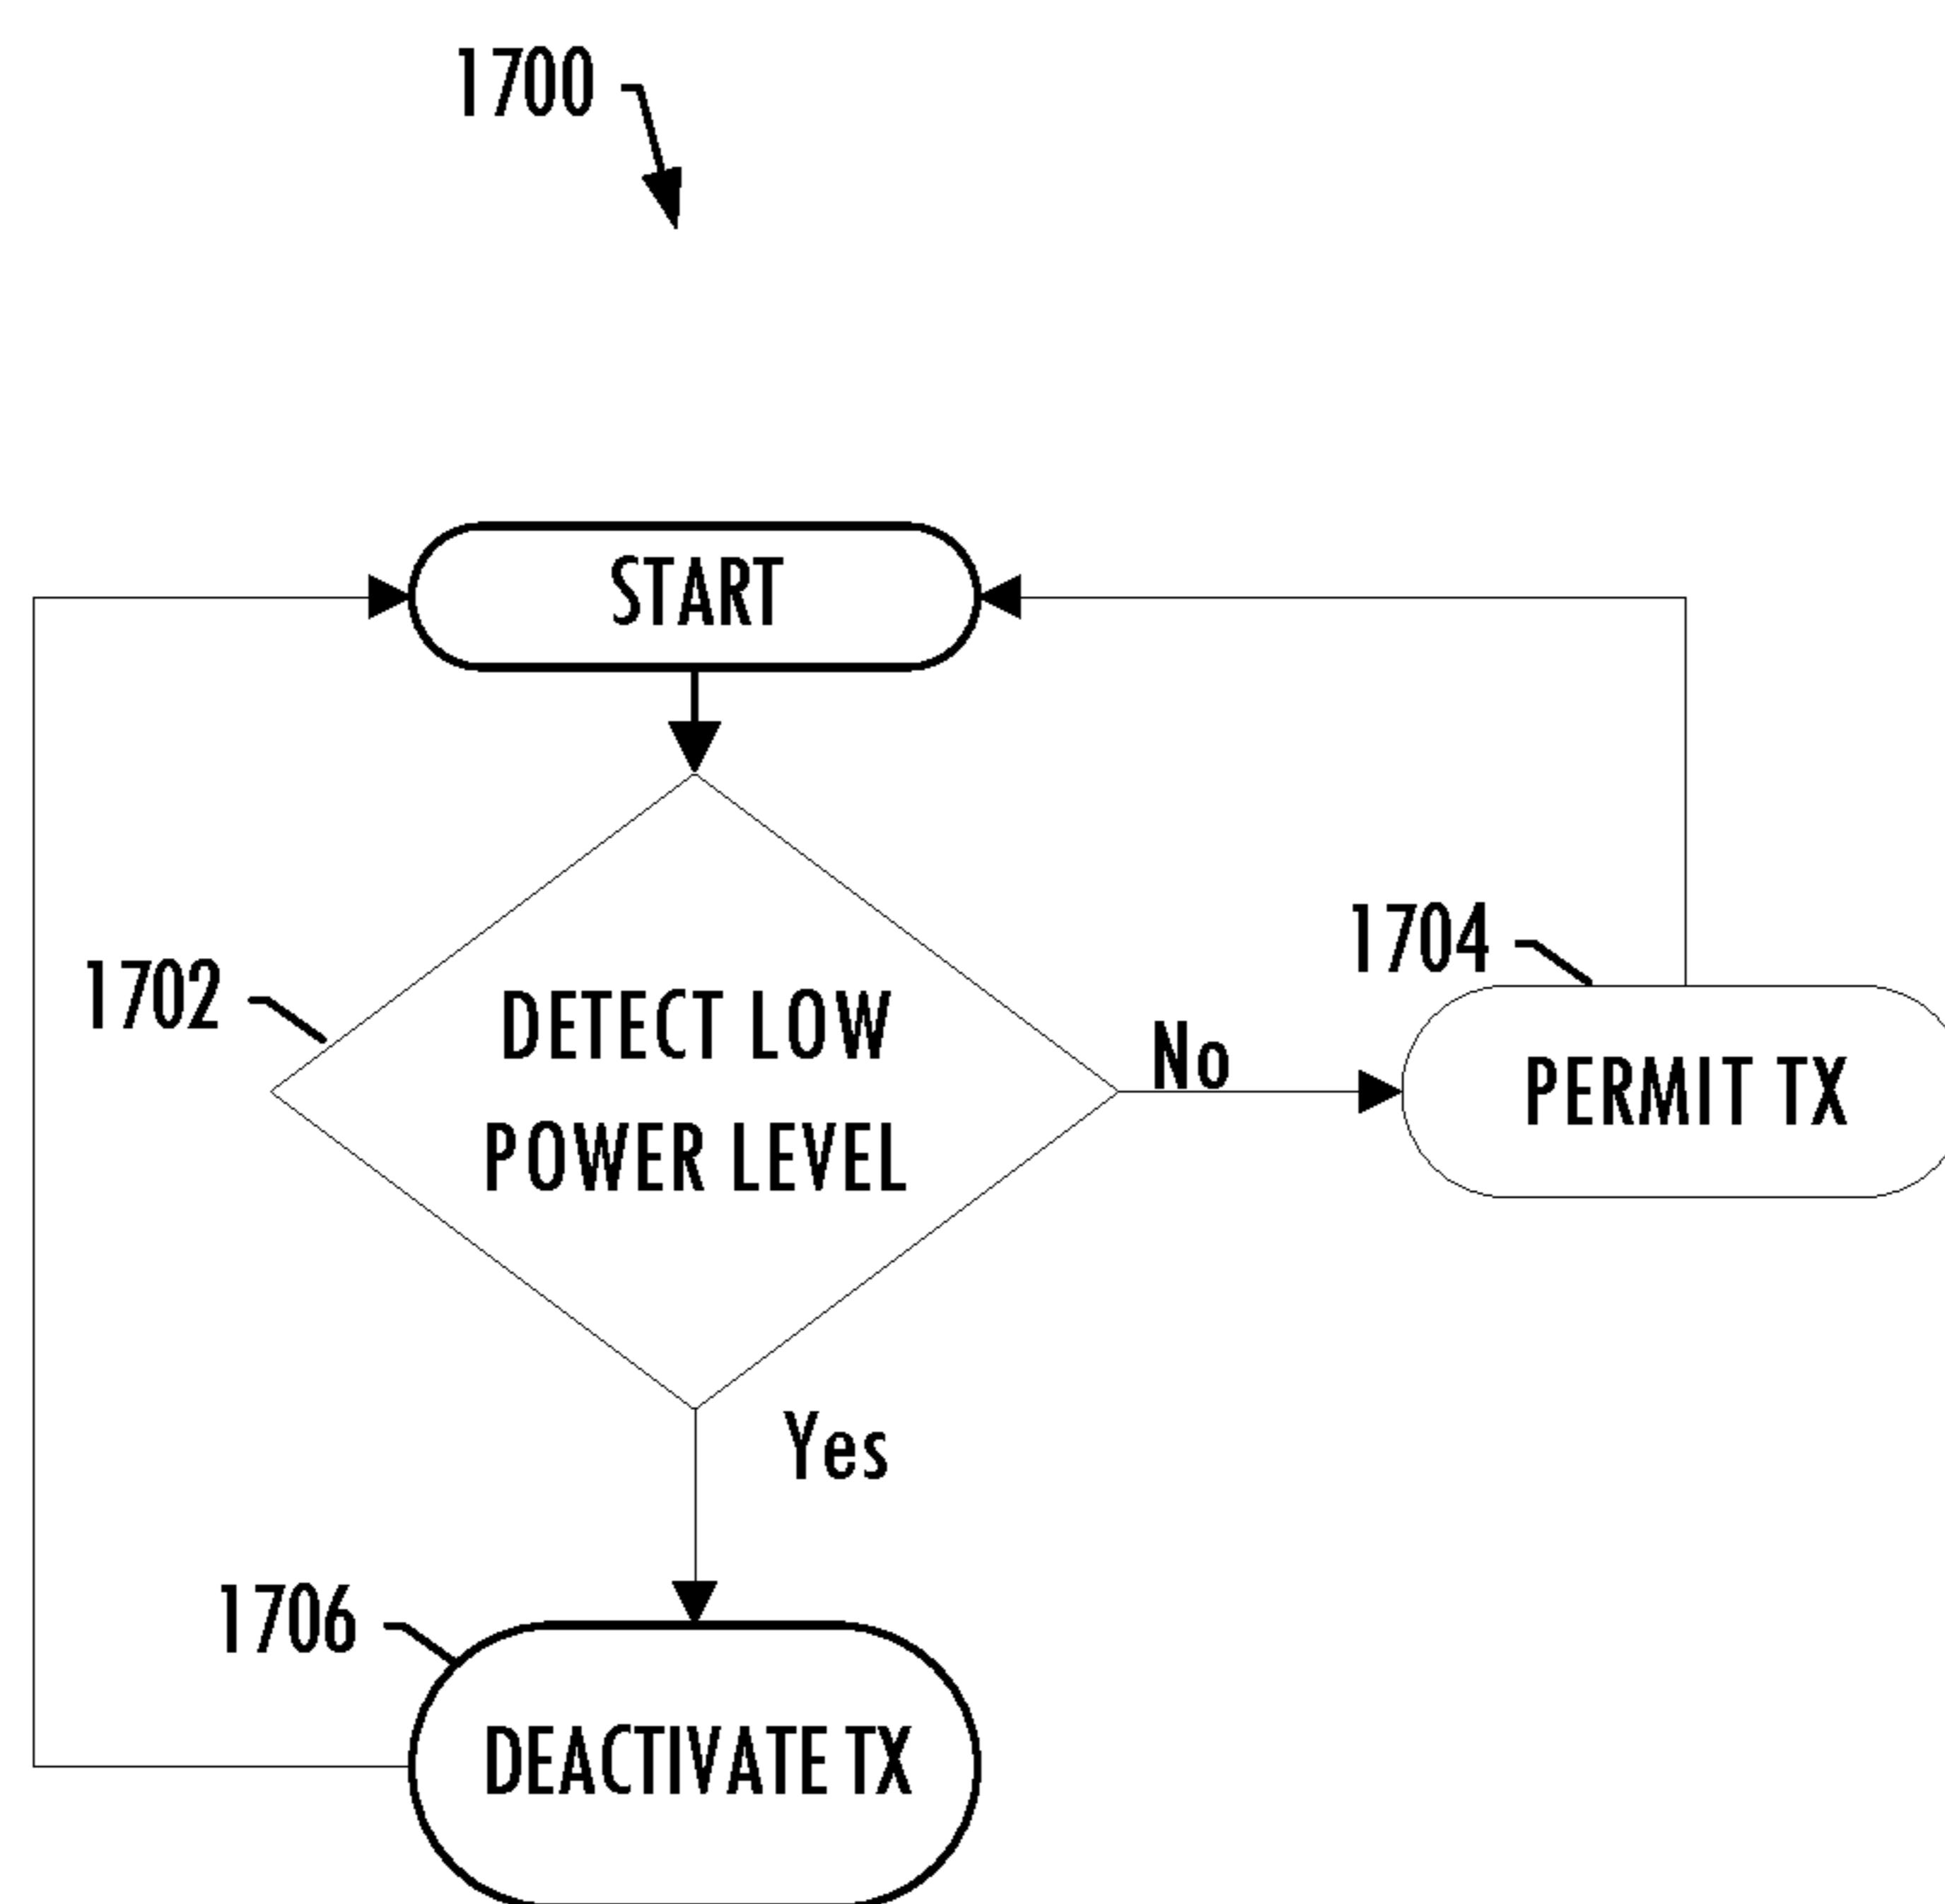 1700
START
1702
DETECT LOW
POWER LEVEL
No
1704
PERMIT TX
Yes
1706
DEACTIVATE TX